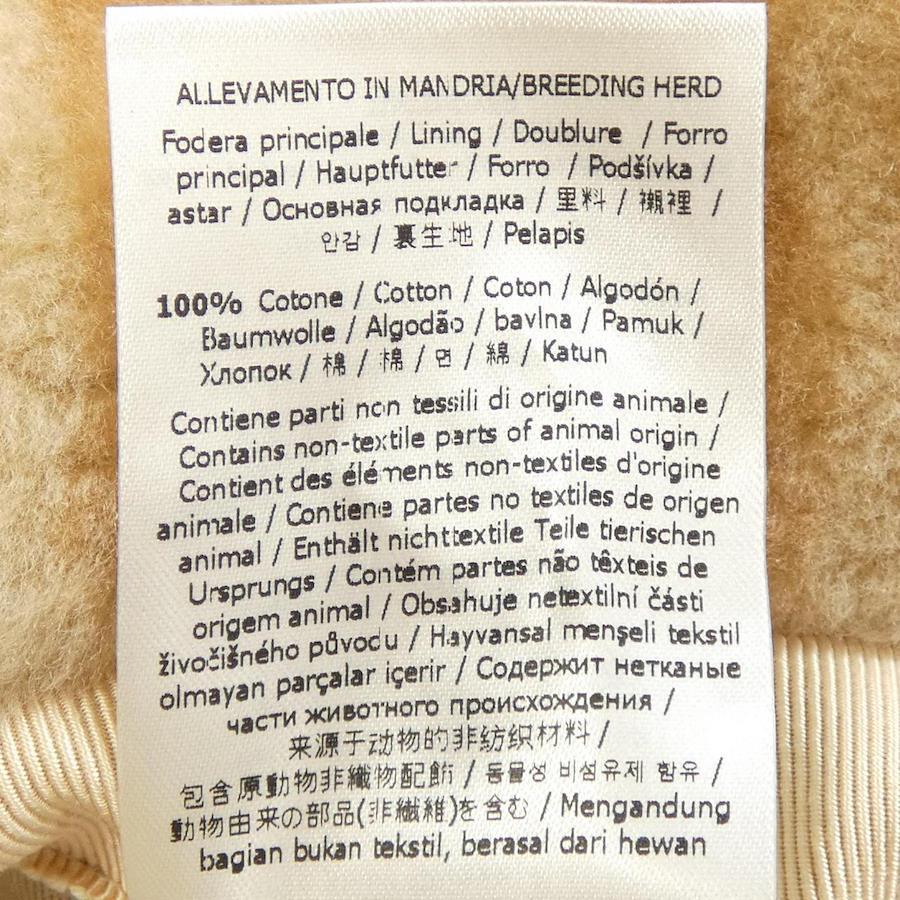 ALLEVAMENTO IN MANDRIA/BREEDING HERD
Fodera principale / Lining / Doublure / Forro
principal / Hauptfutter / Forro / Podšívka /
astar / Основная подкладка / 里料 / 襯裡 /
안감 / 裏生地 / Pelapis
100% Cotone / Cotton / Coton / Algodón /
Baumwolle / Algodão / bavlna / Pamuk /
Хлопок / 棉 / 棉 / 면 / 綿 / Katun
Contiene parti non tessili di origine animale /
Contains non-textile parts of animal origin /
Contient des éléments non-textiles d'origine
animale / Contiene partes no textiles de origen
animal / Enthält nichttextile Teile tierischen
Ursprungs / Contém partes não têxteis de
origem animal / Obsahuje netextilní části
živočišného původu / Hayvansal menşeli tekstil
olmayan parçalar içerir / Содержит нетканые
части животного происхождения /
来源于动物的非纺织材料 /
包含原動物非織物配飾 / 동물성 비섬유제 함유 /
動物由来の部品(非繊維)を含む / Mengandung
bagian bukan tekstil, berasal dari hewan